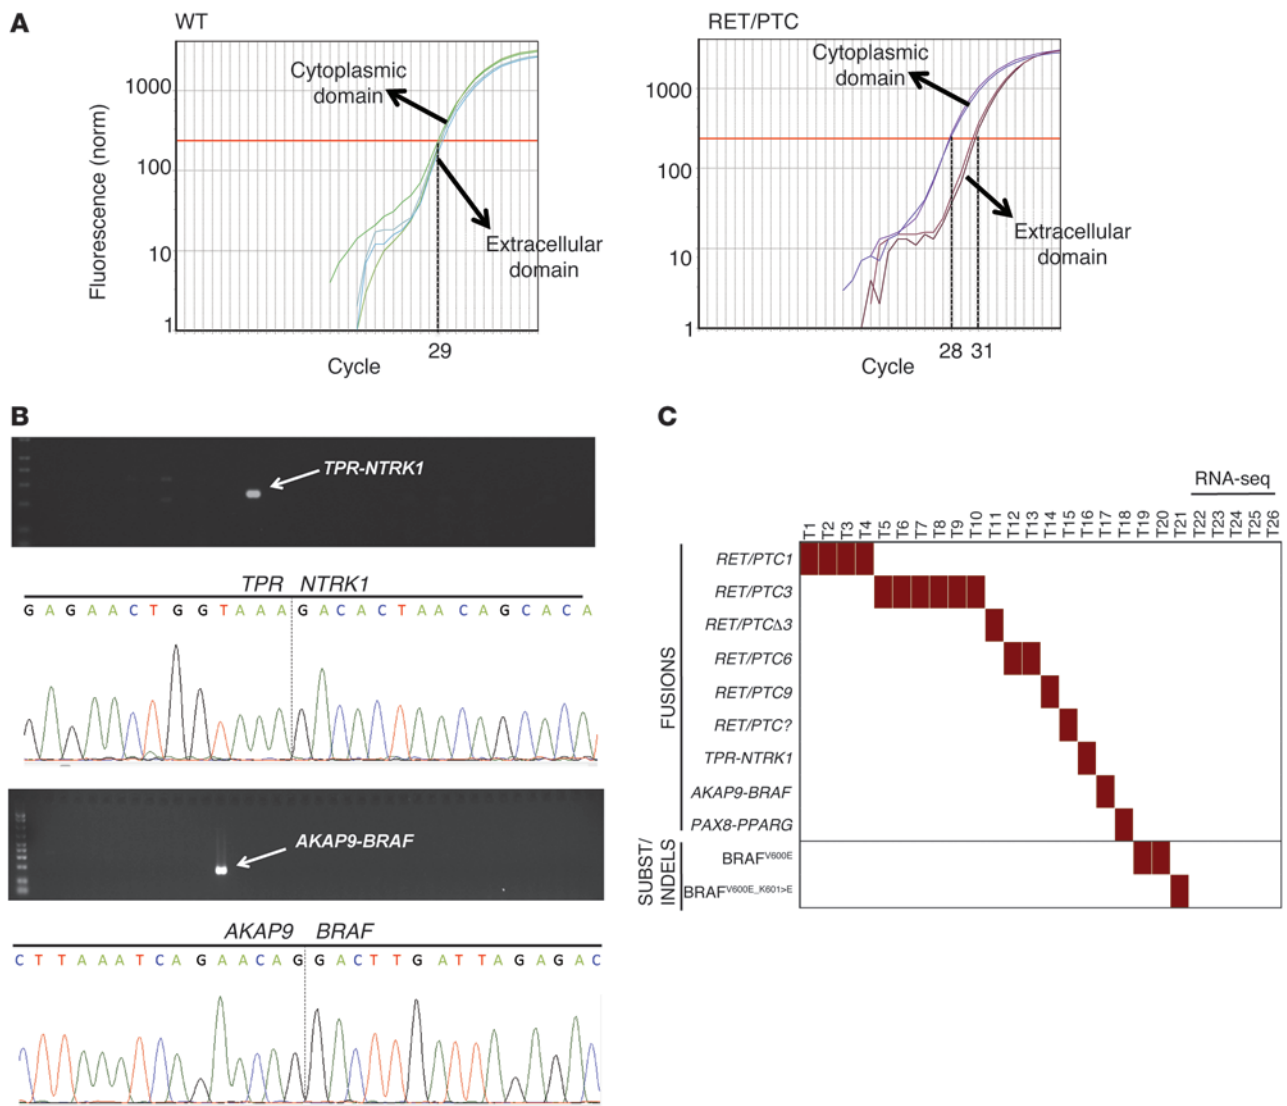 A
WT
RET/PTC
Fluorescence (norm)
1000
100
10
1
Cytoplasmic
domain
Extracellular
domain
29
Cycle
1000
100
10
1
Cytoplasmic
domain
Extracellular
domain
28 31
Cycle
B
TPR-NTRK1
TPR NTRK1
G A G A A C T G G T A A A G A C A C T A A C A G C A C A
AKAP9-BRAF
AKAP9 BRAF
C T T A A A T C A G A A C A G G A C T T G A T T A G A G A C
C
RNA-seq
T1 T2 T3 T4 T5 T6 T7 T8 T9 T10 T11 T12 T13 T14 T15 T16 T17 T18 T19 T20 T21 T22 T23 T24 T25 T26
FUSIONS
RET/PTC1
RET/PTC3
RET/PTCΔ3
RET/PTC6
RET/PTC9
RET/PTC?
TPR-NTRK1
AKAP9-BRAF
PAX8-PPARG
SUBST/
INDELS
BRAFV600E
BRAFV600E_K601>E